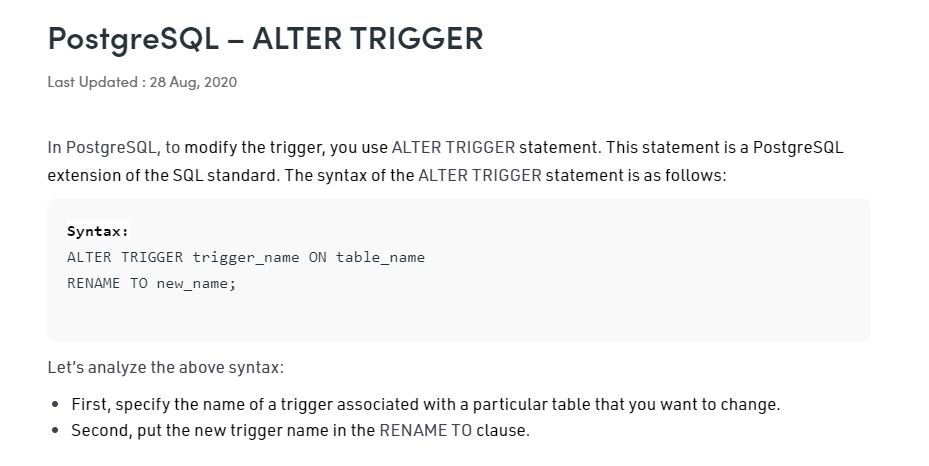 PostgreSQL – ALTER TRIGGER
Last Updated : 28 Aug, 2020
In PostgreSQL, to modify the trigger, you use ALTER TRIGGER statement. This statement is a PostgreSQL
extension of the SQL standard. The syntax of the ALTER TRIGGER statement is as follows:
Syntax:
ALTER TRIGGER trigger_name ON table_name
RENAME TO new_name;
Let’s analyze the above syntax:
• First, specify the name of a trigger associated with a particular table that you want to change.
• Second, put the new trigger name in the RENAME TO clause.